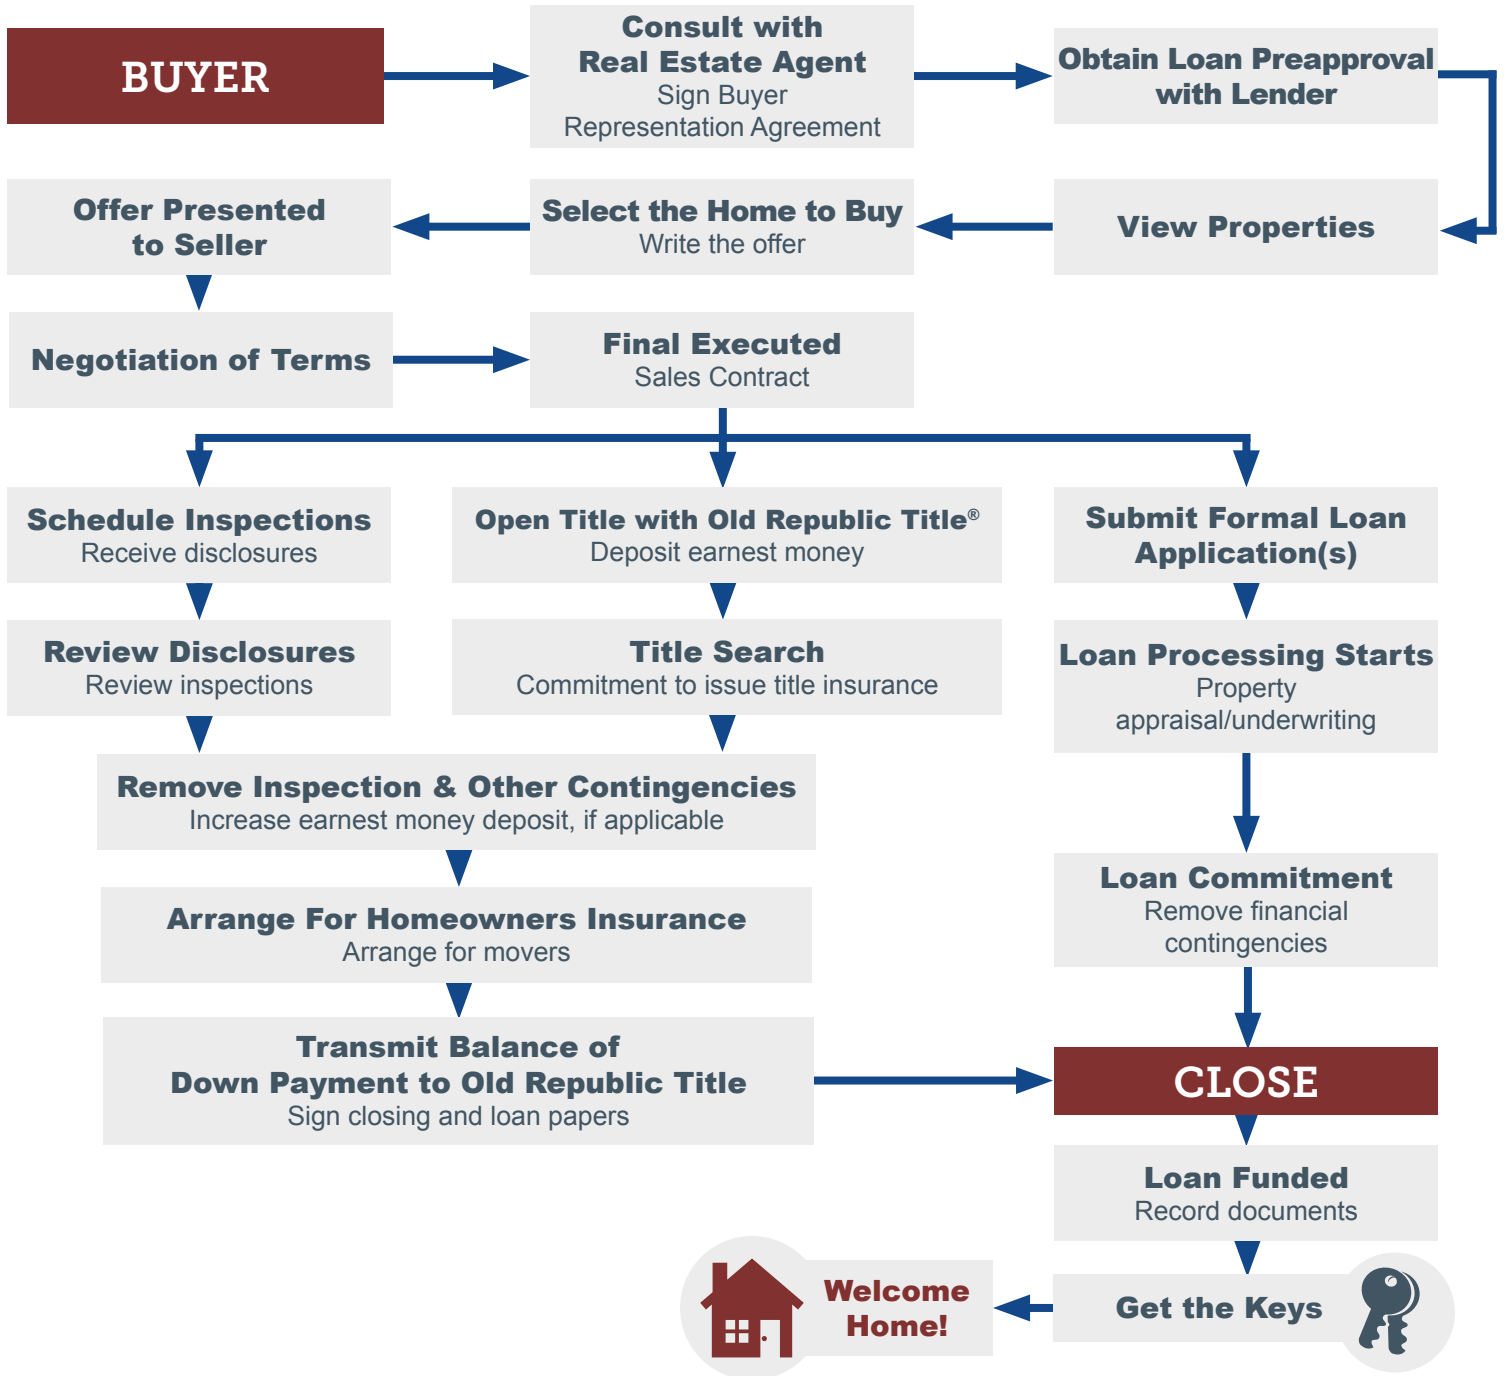 BUYER
Consult with
Real Estate Agent
Sign Buyer
Representation Agreement
Obtain Loan Preapproval
with Lender
Offer Presented
to Seller
Select the Home to Buy
Write the offer
View Properties
Negotiation of Terms
Final Executed
Sales Contract
Schedule Inspections
Receive disclosures
Open Title with Old Republic Title®
Deposit earnest money
Submit Formal Loan
Application(s)
Review Disclosures
Review inspections
Title Search
Commitment to issue title insurance
Loan Processing Starts
Property
appraisal/underwriting
Remove Inspection & Other Contingencies
Increase earnest money deposit, if applicable
Arrange For Homeowners Insurance
Arrange for movers
Loan Commitment
Remove financial
contingencies
Transmit Balance of
Down Payment to Old Republic Title
Sign closing and loan papers
CLOSE
Loan Funded
Record documents
Get the Keys
Welcome
Home!